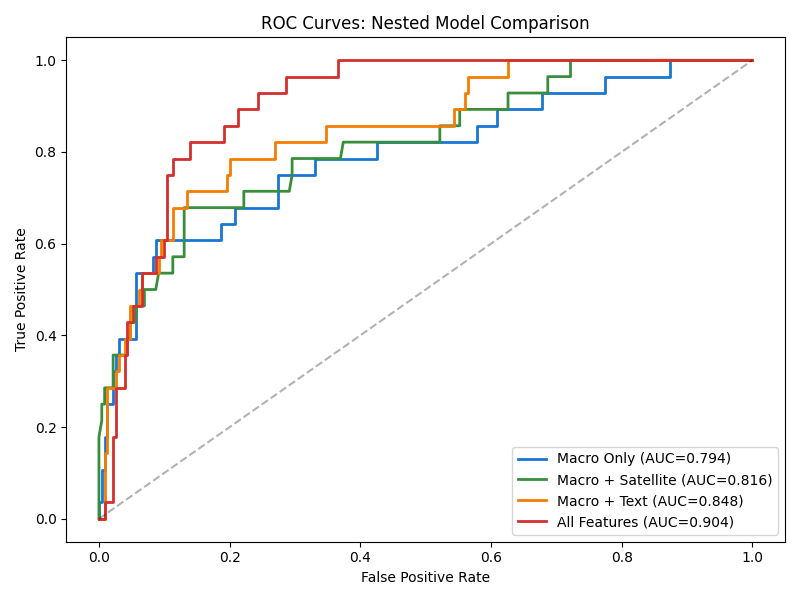 ROC Curves: Nested Model Comparison
True Positive Rate
1.0
0.8
0.6
0.4
0.2
0.0
Macro Only (AUC=0.794)
Macro + Satellite (AUC=0.816)
Macro + Text (AUC=0.848)
All Features (AUC=0.904)
0.0 0.2 0.4 0.6 0.8 1.0
False Positive Rate